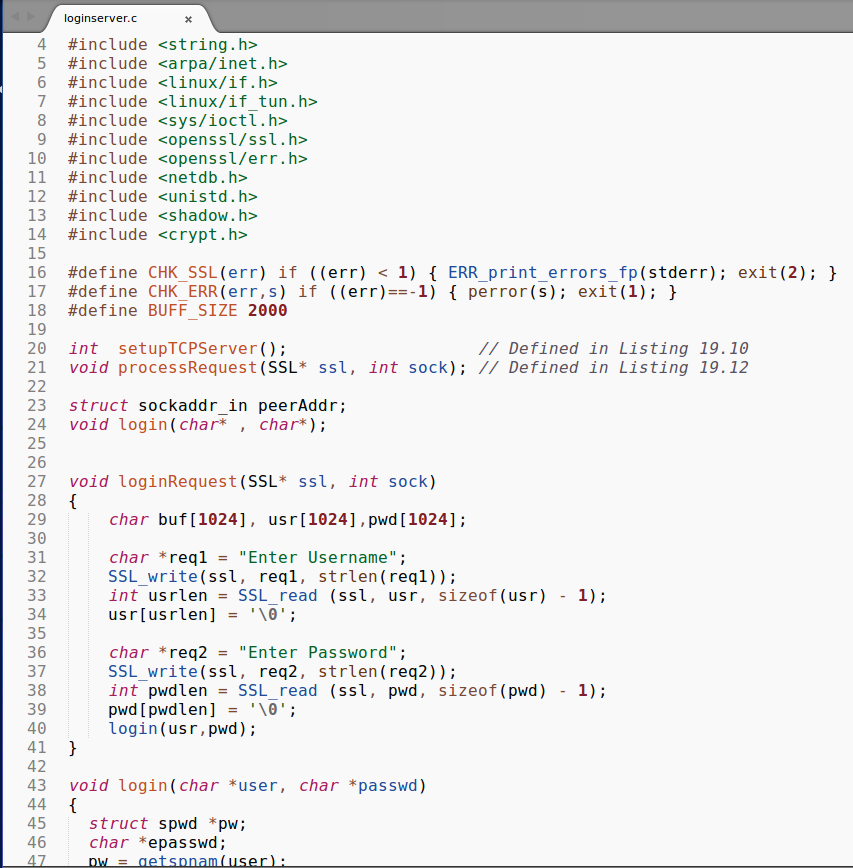 loginserver.c ×
4 #include <string.h>
5 #include <arpa/inet.h>
6 #include <linux/if.h>
7 #include <linux/if_tun.h>
8 #include <sys/ioctl.h>
9 #include <openssl/ssl.h>
10 #include <openssl/err.h>
11 #include <netdb.h>
12 #include <unistd.h>
13 #include <shadow.h>
14 #include <crypt.h>
15
16 #define CHK_SSL(err) if ((err) < 1) { ERR_print_errors_fp(stderr); exit(2); }
17 #define CHK_ERR(err,s) if ((err)==-1) { perror(s); exit(1); }
18 #define BUFF_SIZE 2000
19
20 int  setupTCPServer();                   // Defined in Listing 19.10
21 void processRequest(SSL* ssl, int sock); // Defined in Listing 19.12
22
23 struct sockaddr_in peerAddr;
24 void login(char* , char*);
25
26
27 void loginRequest(SSL* ssl, int sock)
28 {
29     char buf[1024], usr[1024],pwd[1024];
30
31     char *req1 = "Enter Username";
32     SSL_write(ssl, req1, strlen(req1));
33     int usrlen = SSL_read (ssl, usr, sizeof(usr) - 1);
34     usr[usrlen] = '\0';
35
36     char *req2 = "Enter Password";
37     SSL_write(ssl, req2, strlen(req2));
38     int pwdlen = SSL_read (ssl, pwd, sizeof(pwd) - 1);
39     pwd[pwdlen] = '\0';
40     login(usr,pwd);
41 }
42
43 void login(char *user, char *passwd)
44 {
45   struct spwd *pw;
46   char *epasswd;
47   pw = getspnam(user);